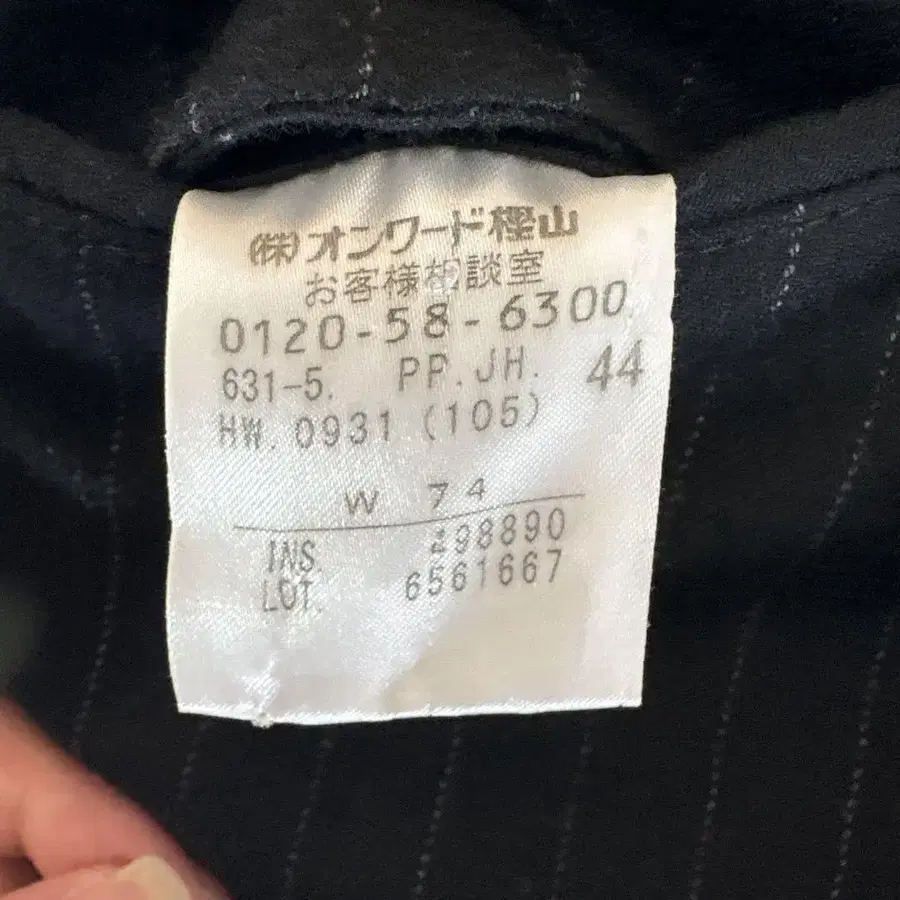 (株)オンワード樫山
お客様相談室
0120-58-6300
631-5. PP.JH. 44
HW.0931 (105)
W 74
INS. 298890
LOT. 6561667